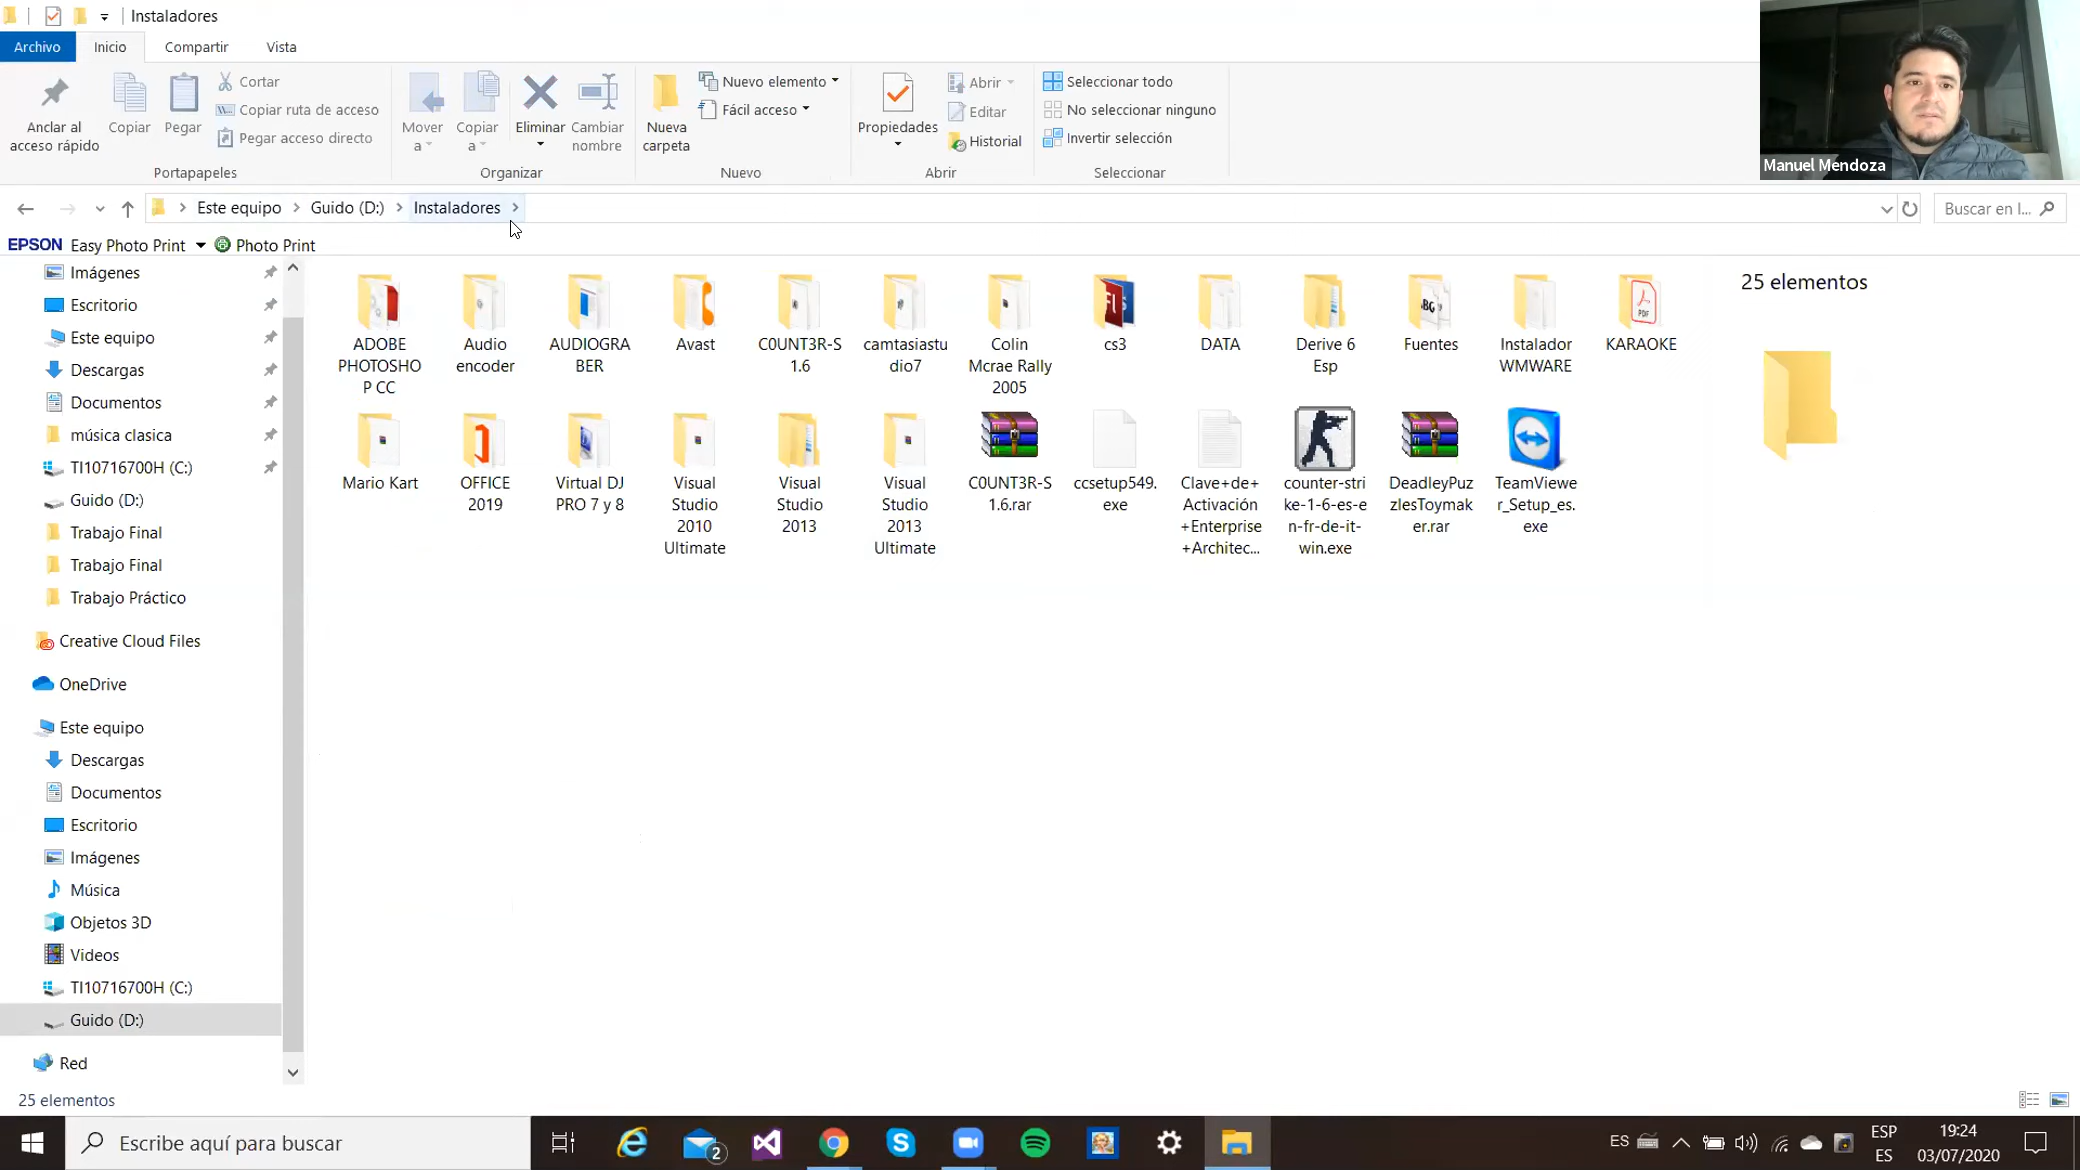 Instaladores
Archivo Inicio Compartir Vista
Anclar al
acceso rápido
Copiar
Pegar
Cortar
Copiar ruta de acceso
Pegar acceso directo
Portapapeles
Mover
a
Copiar
a
Eliminar
Cambiar
nombre
Organizar
Nueva
carpeta
Nuevo elemento
Fácil acceso
Nuevo
Propiedades
Abrir
Editar
Historial
Abrir
Seleccionar todo
No seleccionar ninguno
Invertir selección
Seleccionar
Manuel Mendoza
Este equipo
Guido (D:)
Instaladores
Buscar en I...
EPSON Easy Photo Print
Photo Print
Imágenes
Escritorio
Este equipo
Descargas
Documentos
música clasica
TI10716700H (C:)
Guido (D:)
Trabajo Final
Trabajo Final
Trabajo Práctico
Creative Cloud Files
OneDrive
Este equipo
Descargas
Documentos
Escritorio
Imágenes
Música
Objetos 3D
Videos
TI10716700H (C:)
Guido (D:)
Red
ADOBE
PHOTOSHO
P CC
Audio
encoder
AUDIOGRA
BER
Avast
C0UNT3R-S
1.6
camtasiastu
dio7
Colin
Mcrae Rally
2005
cs3
DATA
Derive 6
Esp
Fuentes
Instalador
WMWARE
KARAOKE
PDF
Mario Kart
OFFICE
2019
Virtual DJ
PRO 7 y 8
Visual
Studio
2010
Ultimate
Visual
Studio
2013
Visual
Studio
2013
Ultimate
C0UNT3R-S
1.6.rar
ccsetup549.
exe
Clave+de+
Activación
+Enterprise
+Architec...
counter-stri
ke-1-6-es-e
n-fr-de-it-
win.exe
DeadleyPuz
zlesToymak
er.rar
TeamViewe
r_Setup_es.
exe
25 elementos
25 elementos
Escribe aquí para buscar
2
ES
ESP
ES
19:24
03/07/2020